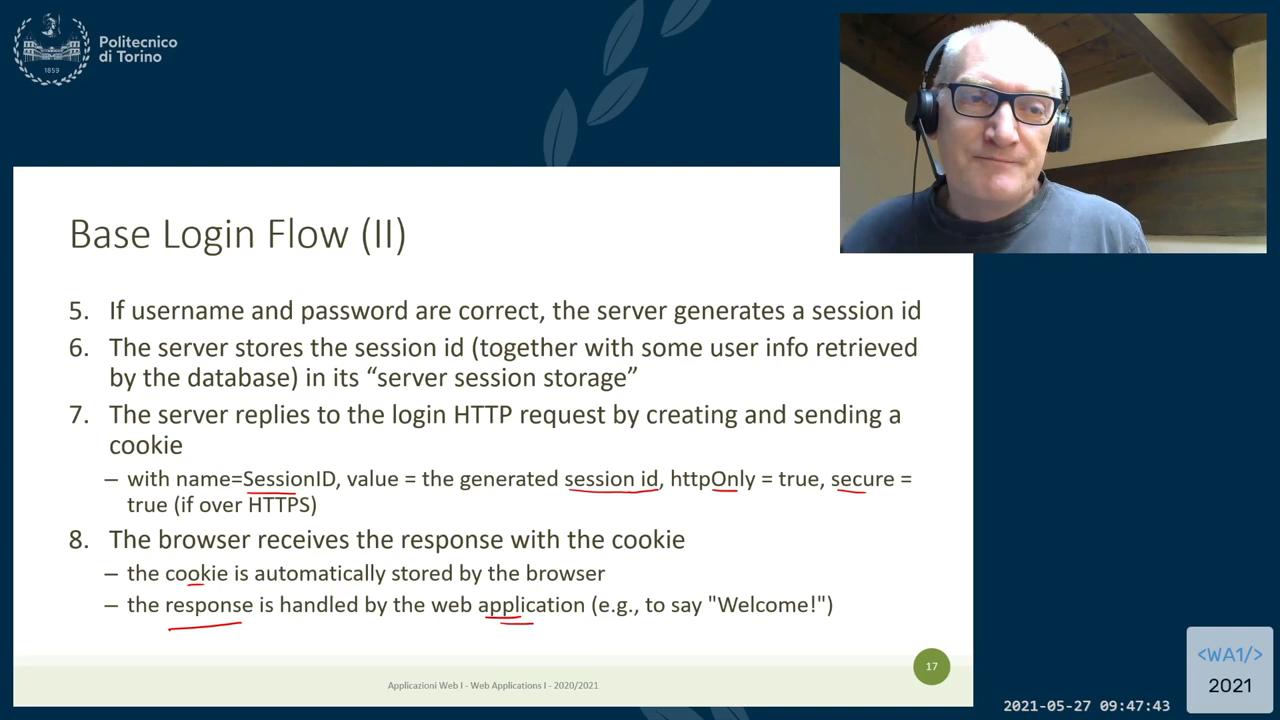 Politecnico
di Torino
1859
Base Login Flow (II)
5. If username and password are correct, the server generates a session id
6. The server stores the session id (together with some user info retrieved
by the database) in its “server session storage”
7. The server replies to the login HTTP request by creating and sending a
cookie
– with name=SessionID, value = the generated session id, httpOnly = true, secure =
true (if over HTTPS)
8. The browser receives the response with the cookie
– the cookie is automatically stored by the browser
– the response is handled by the web application (e.g., to say "Welcome!")
17
Applicazioni Web I - Web Applications I - 2020/2021
<WA1/>
2021
2021-05-27 09:47:43